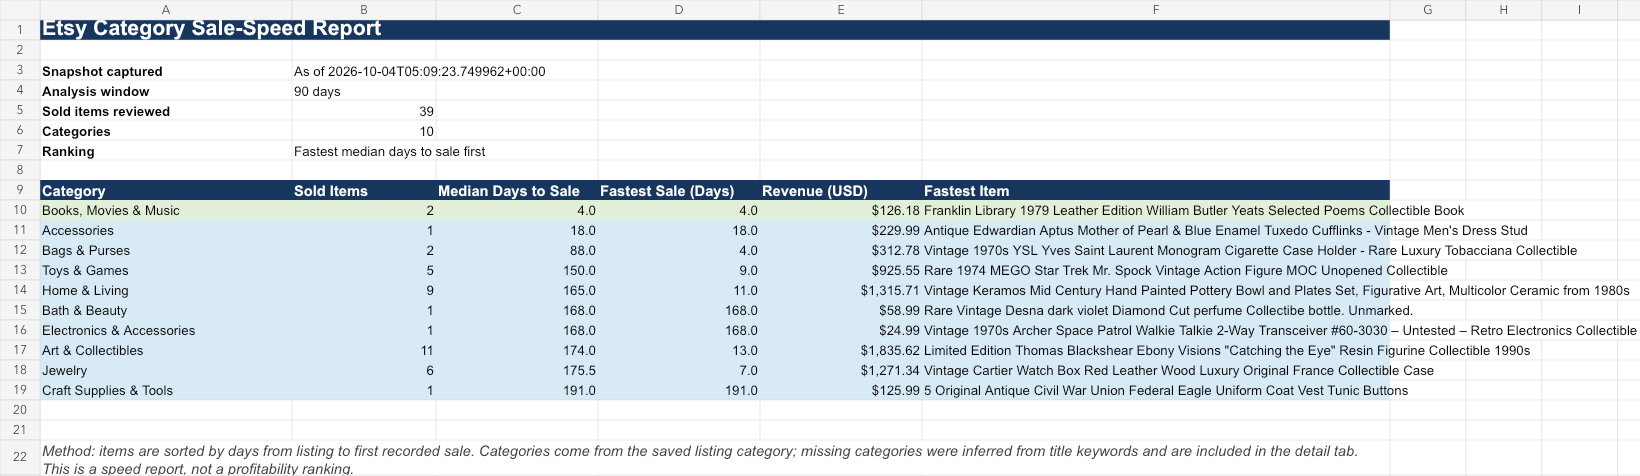 A B C D E F G H I
1 Etsy Category Sale-Speed Report
2
3 Snapshot captured As of 2026-10-04T05:09:23.749962+00:00
4 Analysis window 90 days
5 Sold items reviewed 39
6 Categories 10
7 Ranking Fastest median days to sale first
8
9 Category Sold Items Median Days to Sale Fastest Sale (Days) Revenue (USD) Fastest Item
10 Books, Movies & Music 2 4.0 4.0 $126.18 Franklin Library 1979 Leather Edition William Butler Yeats Selected Poems Collectible Book
11 Accessories 1 18.0 18.0 $229.99 Antique Edwardian Aptus Mother of Pearl & Blue Enamel Tuxedo Cufflinks - Vintage Men's Dress Stud
12 Bags & Purses 2 88.0 4.0 $312.78 Vintage 1970s YSL Yves Saint Laurent Monogram Cigarette Case Holder - Rare Luxury Tobacciana Collectible
13 Toys & Games 5 150.0 9.0 $925.55 Rare 1974 MEGO Star Trek Mr. Spock Vintage Action Figure MOC Unopened Collectible
14 Home & Living 9 165.0 11.0 $1,315.71 Vintage Keramos Mid Century Hand Painted Pottery Bowl and Plates Set, Figurative Art, Multicolor Ceramic from 1980s
15 Bath & Beauty 1 168.0 168.0 $58.99 Rare Vintage Desna dark violet Diamond Cut perfume Collectibe bottle. Unmarked.
16 Electronics & Accessories 1 168.0 168.0 $24.99 Vintage 1970s Archer Space Patrol Walkie Talkie 2-Way Transceiver #60-3030 – Untested – Retro Electronics Collectible
17 Art & Collectibles 11 174.0 13.0 $1,835.62 Limited Edition Thomas Blackshear Ebony Visions "Catching the Eye" Resin Figurine Collectible 1990s
18 Jewelry 6 175.5 7.0 $1,271.34 Vintage Cartier Watch Box Red Leather Wood Luxury Original France Collectible Case
19 Craft Supplies & Tools 1 191.0 191.0 $125.99 5 Original Antique Civil War Union Federal Eagle Uniform Coat Vest Tunic Buttons
20
21
22 Method: items are sorted by days from listing to first recorded sale. Categories come from the saved listing category; missing categories were inferred from title keywords and are included in the detail tab.
This is a speed report, not a profitability ranking.